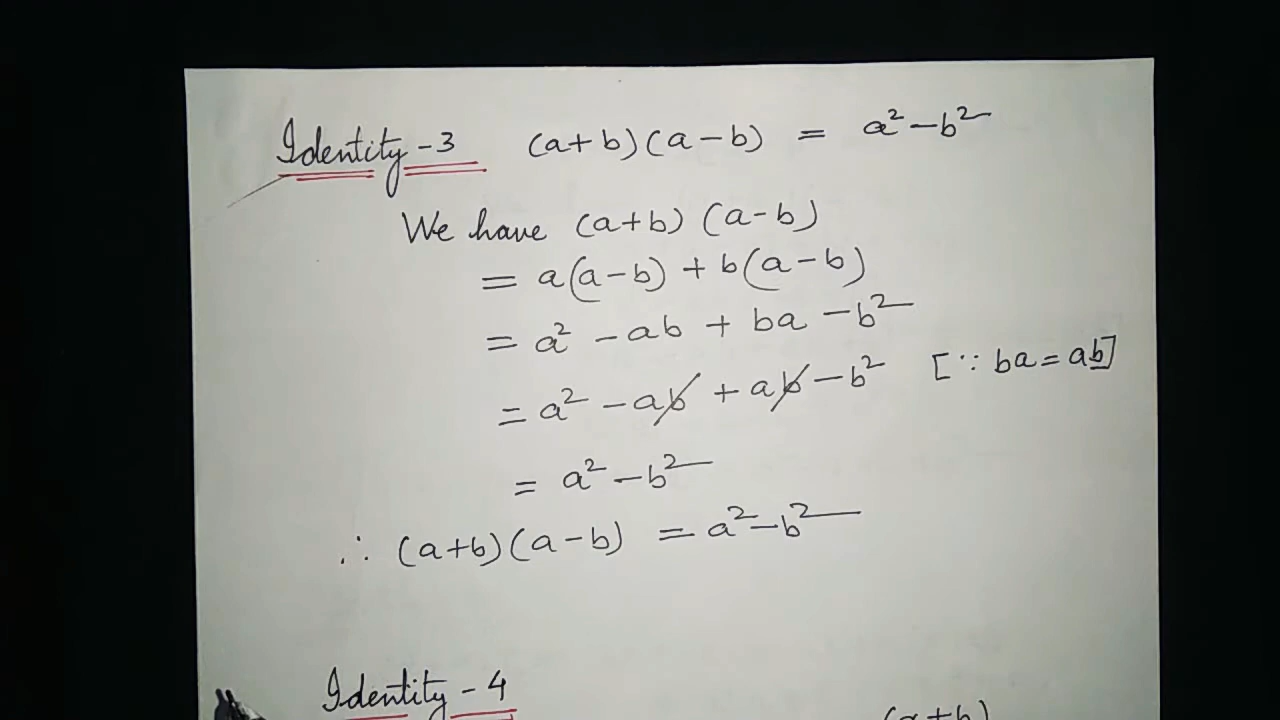 Identity - 3 (a+b)(a-b) = a² - b²
We have (a+b) (a-b)
= a(a-b) + b(a-b)
= a² - ab + ba - b²
= a² - ab + ab - b² [∵ ba = ab]
= a² - b²
∴ (a+b)(a-b) = a² - b²
Identity - 4 (a+b)